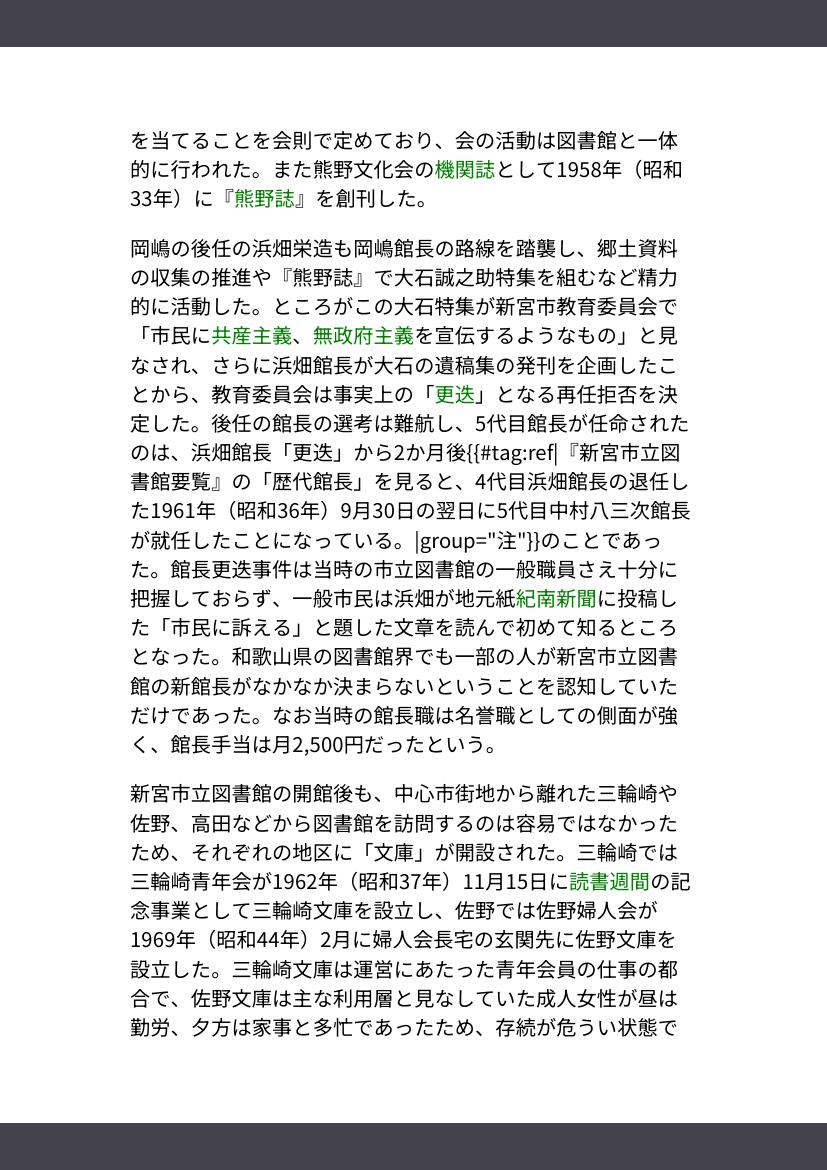 を当てることを会則で定めており、会の活動は図書館と一体
的に行われた。また熊野文化会の機関誌として1958年（昭和
33年）に『熊野誌』を創刊した。
岡嶋の後任の浜畑栄造も岡嶋館長の路線を踏襲し、郷土資料
の収集の推進や『熊野誌』で大石誠之助特集を組むなど精力
的に活動した。ところがこの大石特集が新宮市教育委員会で
「市民に共産主義、無政府主義を宣伝するようなもの」と見
なされ、さらに浜畑館長が大石の遺稿集の発刊を企画したこ
とから、教育委員会は事実上の「更迭」となる再任拒否を決
定した。後任の館長の選考は難航し、5代目館長が任命された
のは、浜畑館長「更迭」から2か月後{{#tag:ref|『新宮市立図
書館要覧』の「歴代館長」を見ると、4代目浜畑館長の退任し
た1961年（昭和36年）9月30日の翌日に5代目中村八三次館長
が就任したことになっている。|group="注"}}のことであっ
た。館長更迭事件は当時の市立図書館の一般職員さえ十分に
把握しておらず、一般市民は浜畑が地元紙紀南新聞に投稿し
た「市民に訴える」と題した文章を読んで初めて知るところ
となった。和歌山県の図書館界でも一部の人が新宮市立図書
館の新館長がなかなか決まらないということを認知していた
だけであった。なお当時の館長職は名誉職としての側面が強
く、館長手当は月2,500円だったという。
新宮市立図書館の開館後も、中心市街地から離れた三輪崎や
佐野、高田などから図書館を訪問するのは容易ではなかった
ため、それぞれの地区に「文庫」が開設された。三輪崎では
三輪崎青年会が1962年（昭和37年）11月15日に読書週間の記
念事業として三輪崎文庫を設立し、佐野では佐野婦人会が
1969年（昭和44年）2月に婦人会長宅の玄関先に佐野文庫を
設立した。三輪崎文庫は運営にあたった青年会員の仕事の都
合で、佐野文庫は主な利用層と見なしていた成人女性が昼は
勤労、夕方は家事と多忙であったため、存続が危うい状態で